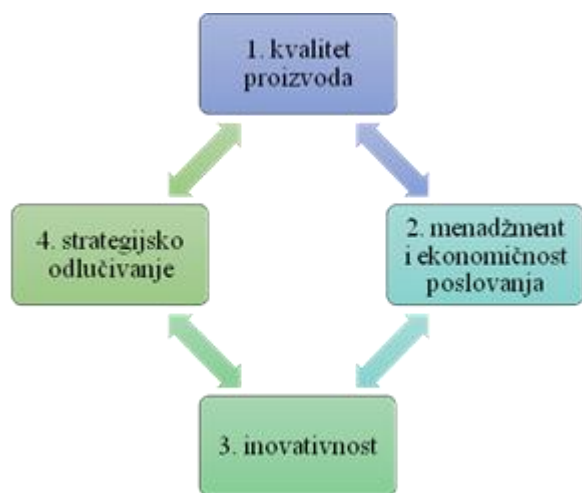 1. kvalitet
proizvoda
2. menadžment
i ekonomičnost
poslovanja
3. inovativnost
4. strategijsko
odlučivanje